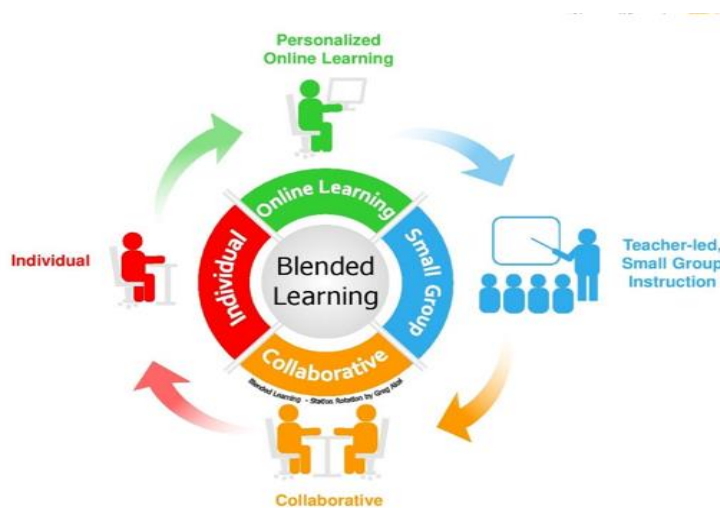 Personalized
Online Learning
Online Learning
Individual
Individual
Blended
Learning
Small Group
Teacher-led,
Small Group
Instruction
Collaborative
Blended Learning - Station Rotation by Greg
Collaborative